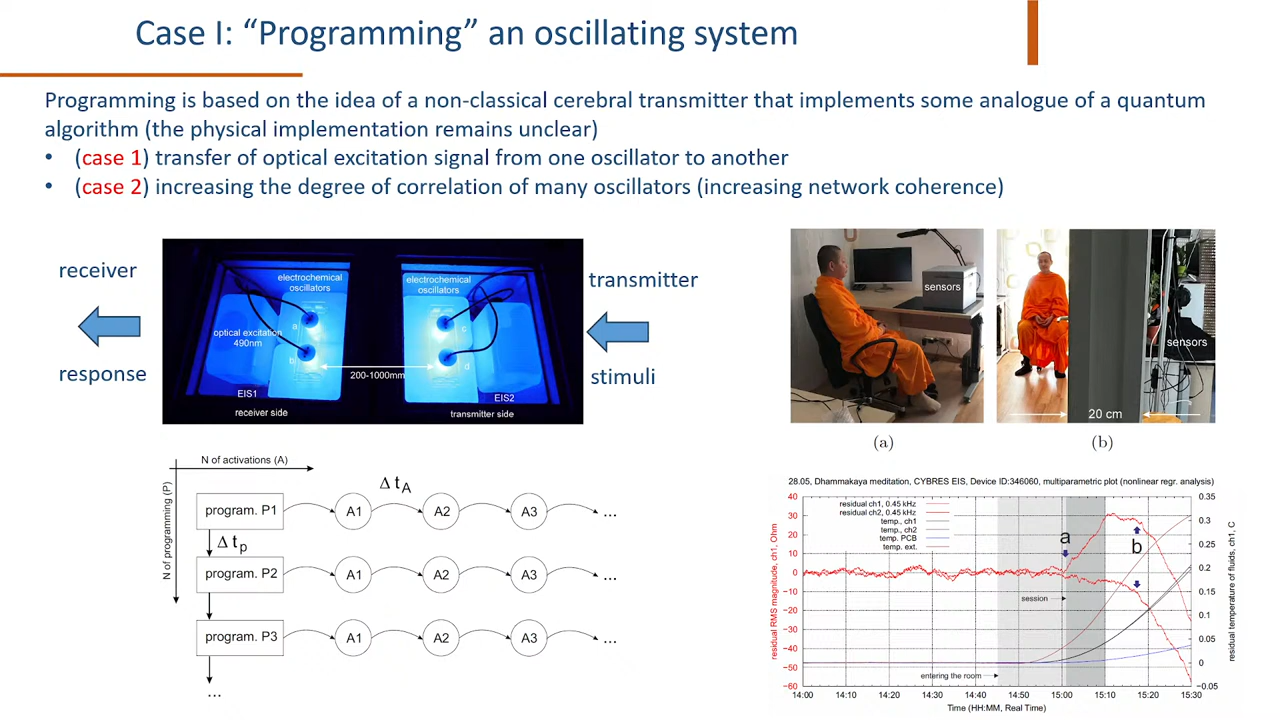 Case I: “Programming” an oscillating system
Programming is based on the idea of a non-classical cerebral transmitter that implements some analogue of a quantum
algorithm (the physical implementation remains unclear)
• (case 1) transfer of optical excitation signal from one oscillator to another
• (case 2) increasing the degree of correlation of many oscillators (increasing network coherence)
receiver
response
electrochemical
oscillators
optical excitation
490nm
a
b
EIS1
receiver side
200-1000mm
electrochemical
oscillators
c
d
EIS2
transmitter side
transmitter
stimuli
sensors
sensors
20 cm
(a)
(b)
N of activations (A)
N of programming (P)
Δ tA
program. P1
A1
A2
A3
...
Δ tp
program. P2
A1
A2
A3
...
program. P3
A1
A2
A3
...
...
28.05, Dhammakaya meditation, CYBRES EIS, Device ID:346060, multiparametric plot (nonlinear regr. analysis)
residual RMS magnitude, ch1, Ohm
40
30
20
10
0
−10
−20
−30
−40
−50
−60
residual ch1, 0.45 kHz
residual ch2, 0.45 kHz
temp., ch1
temp., ch2
temp. PCB
temp. ext.
a
b
session
entering the room
0.35
0.3
0.25
0.2
0.15
0.1
0.05
0
−0.05
residual temperature of fluids, ch1, C
14:00
14:10
14:20
14:30
14:40
14:50
15:00
15:10
15:20
15:30
Time (HH:MM, Real Time)